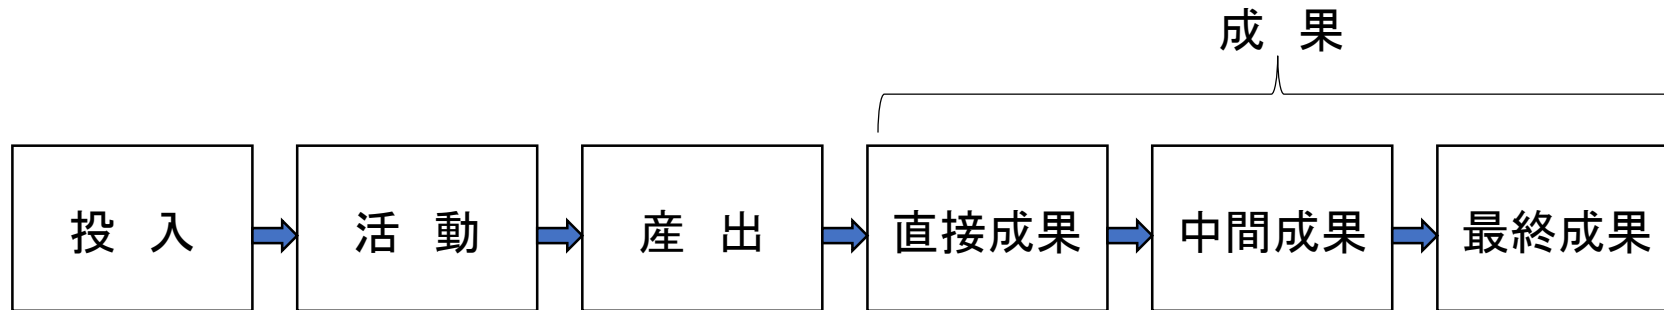 成 果
投 入
活 動
産 出
直接成果
中間成果
最終成果